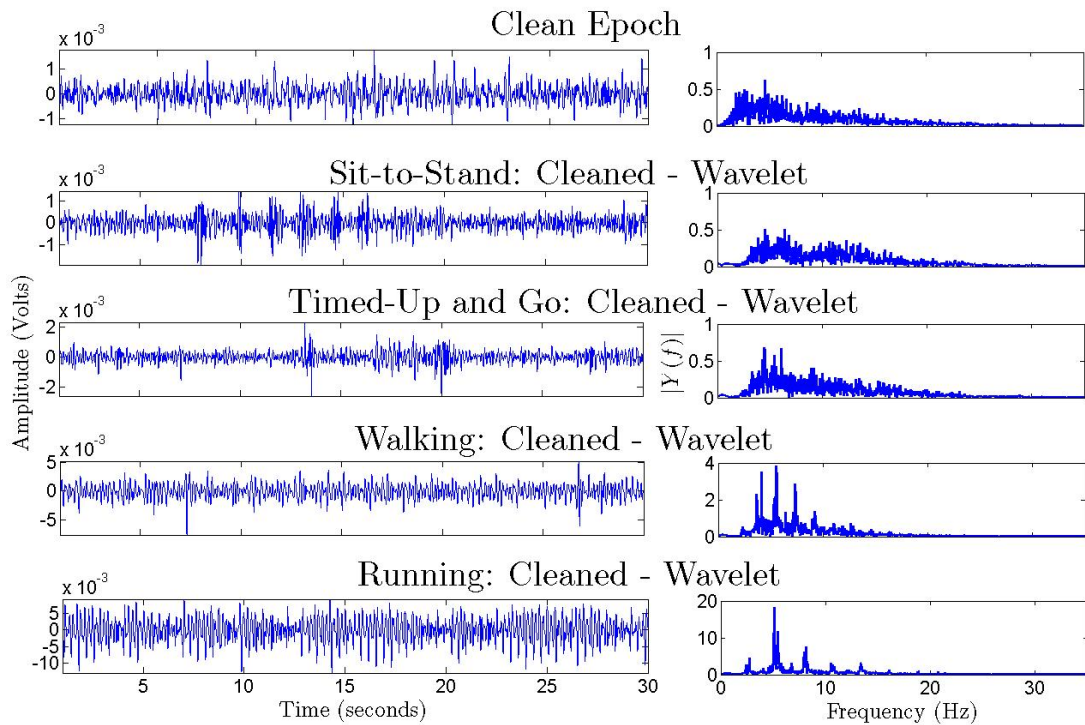 Clean Epoch
x 10-3
1
0
-1
1
0.5
0
Sit-to-Stand: Cleaned - Wavelet
x 10-3
1
0
-1
1
0.5
0
Timed-Up and Go: Cleaned - Wavelet
x 10-3
2
0
-2
1
0.5
0
Amplitude (Volts)
|Y(f)|
Walking: Cleaned - Wavelet
x 10-3
5
0
-5
4
2
0
Running: Cleaned - Wavelet
x 10-3
5
0
-5
-10
20
10
0
5 10 15 20 25 30
0 5 10 20 30 35
Time (seconds)
Frequency (Hz)